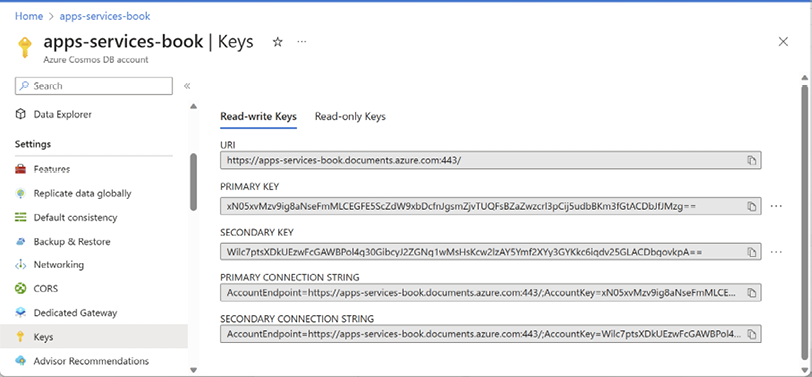 Home > apps-services-book
apps-services-book | Keys ☆ ...
Azure Cosmos DB account
Search
Data Explorer
Settings
Features
Replicate data globally
Default consistency
Backup & Restore
Networking
CORS
Dedicated Gateway
Keys
Advisor Recommendations
Read-write Keys Read-only Keys
URI
https://apps-services-book.documents.azure.com:443/
PRIMARY KEY
xN05xvMzv9ig8aNseFmMLCEGFE5ScZdW9xbDcfnJgsmZjvTUQFsBZaZwzcrl3pCij5udbBKm3fGtACDbJfJMzg==
SECONDARY KEY
Wilc7ptsXDkUEzwFcGAWBPol4q30GibcyJ2ZGNq1wMsHsKcw2lzAY5Ymf2XYy3GYKkc6iqdv25GLACDbqovkpA==
PRIMARY CONNECTION STRING
AccountEndpoint=https://apps-services-book.documents.azure.com:443/;AccountKey=xN05xvMzv9ig8aNseFmMLCE...
SECONDARY CONNECTION STRING
AccountEndpoint=https://apps-services-book.documents.azure.com:443/;AccountKey=Wilc7ptsXDkUEzwFcGAWBPol4...